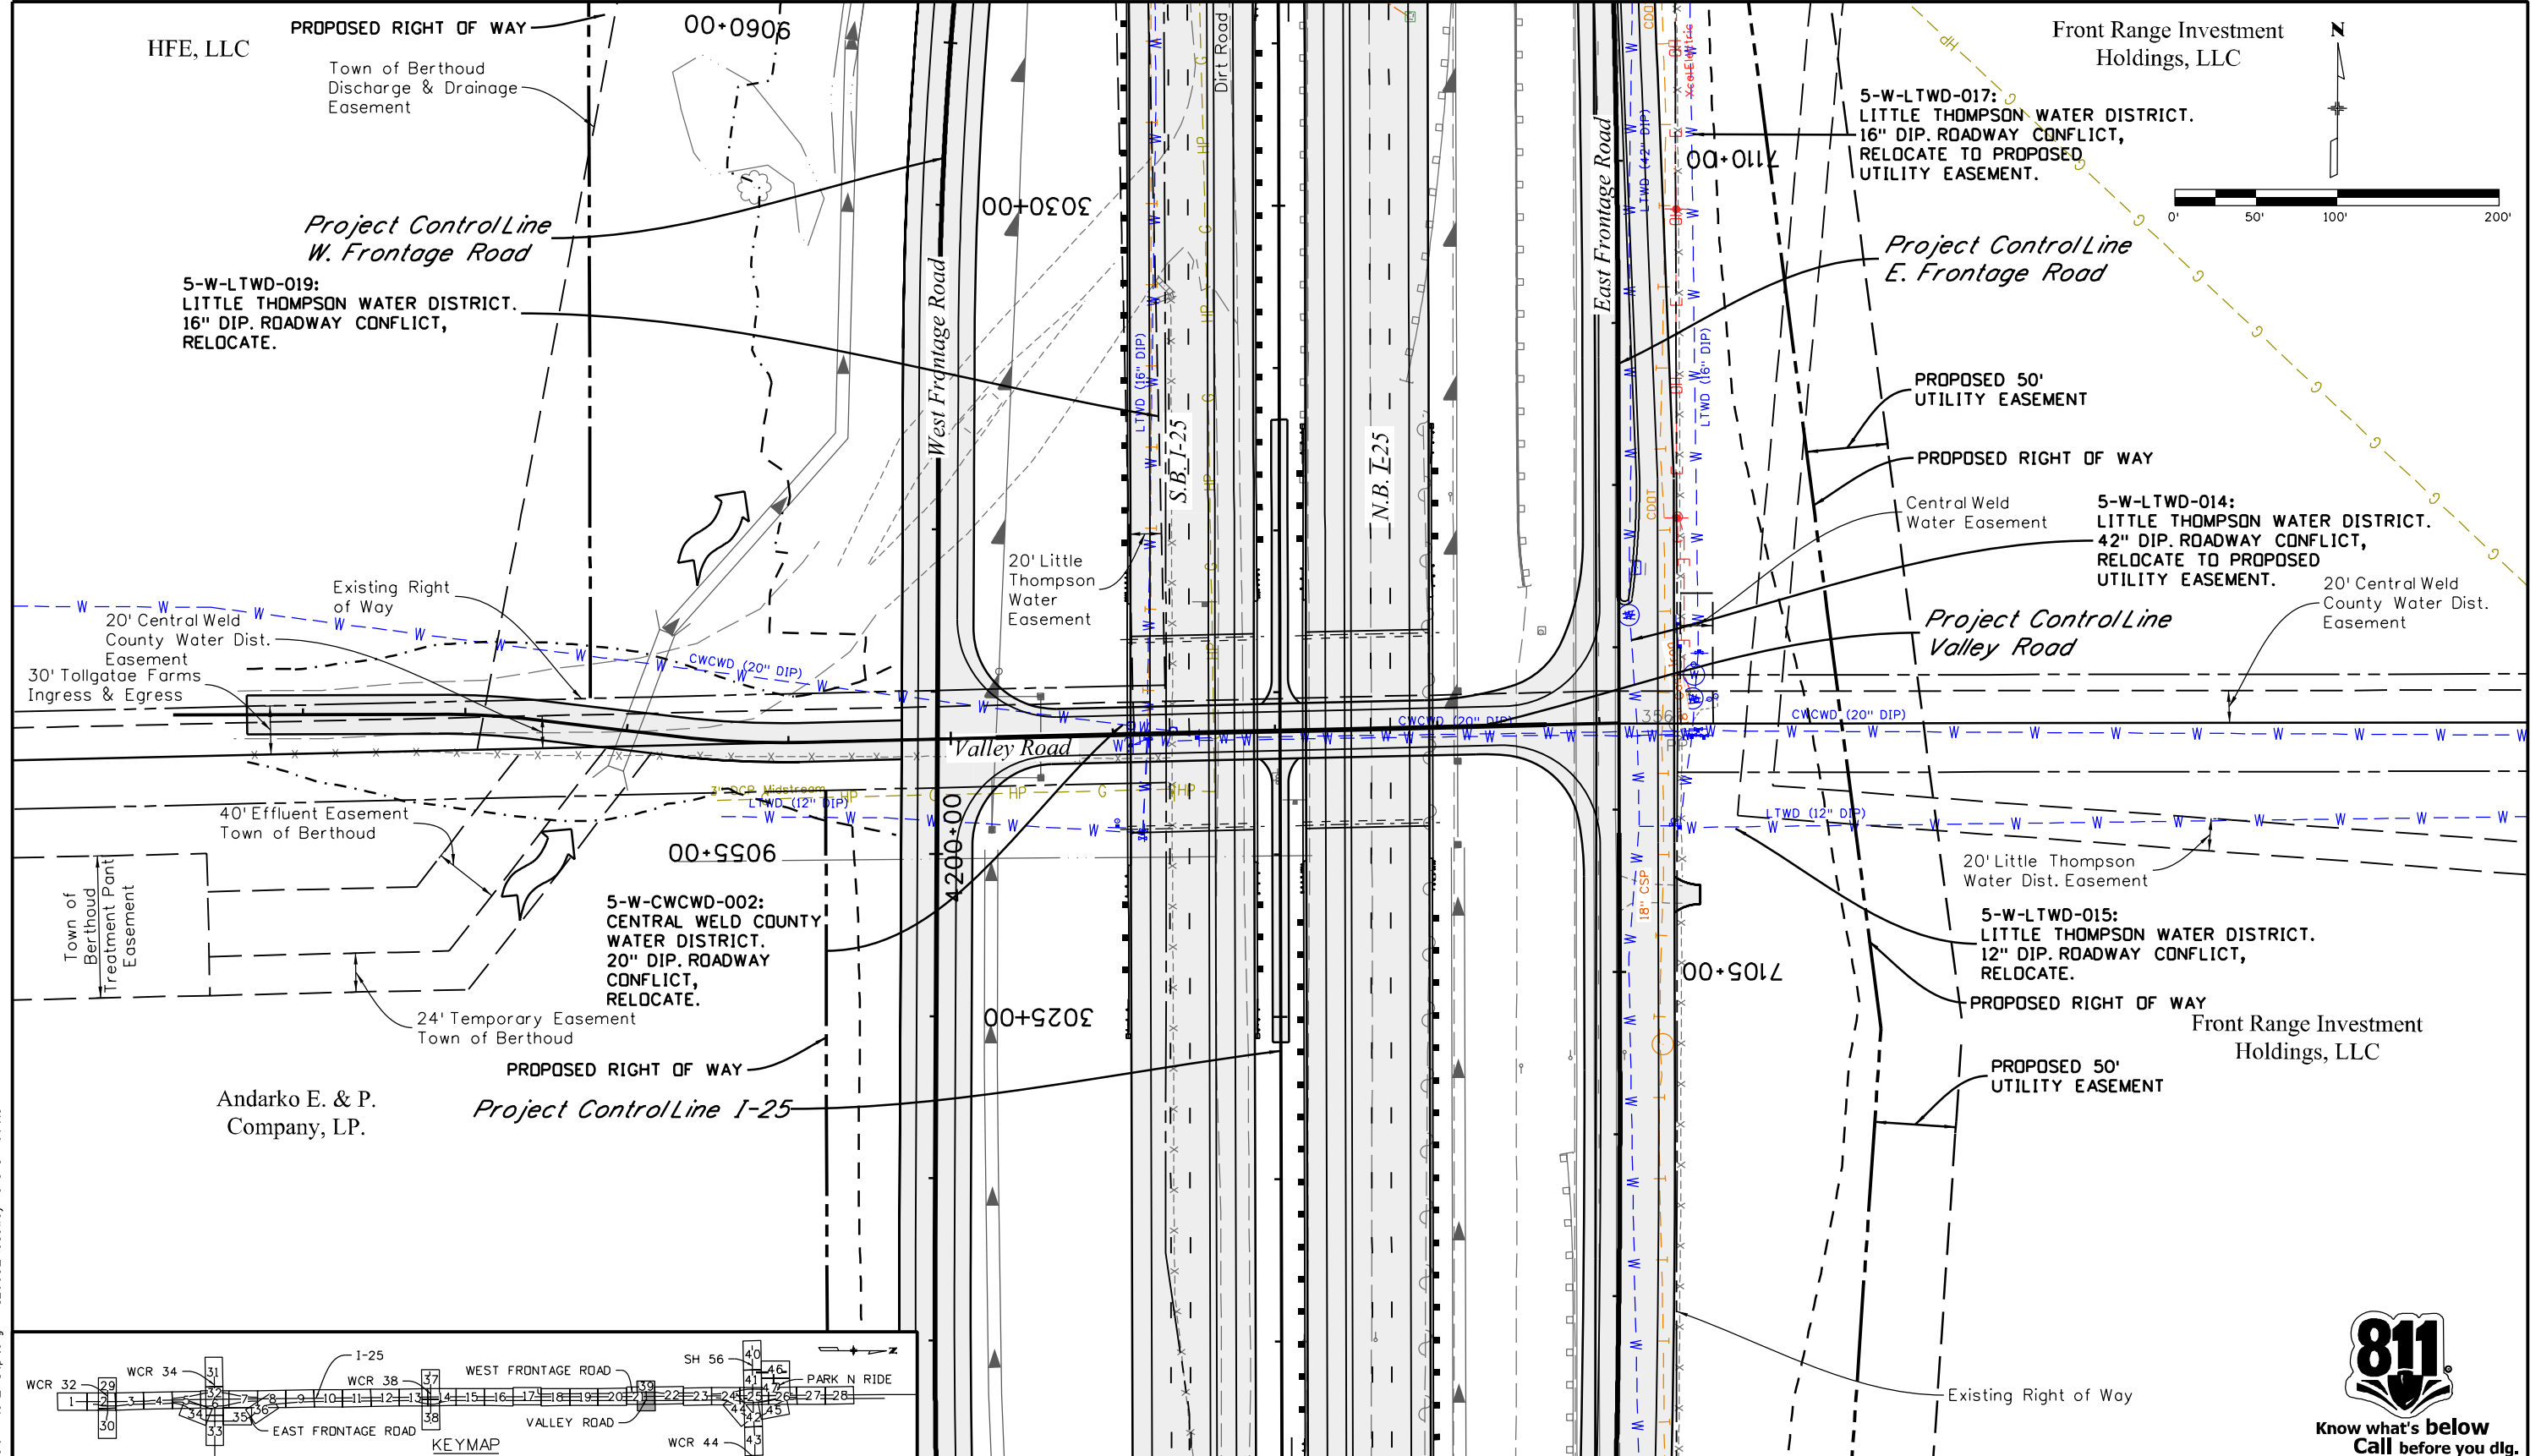 HFE, LLC
PROPOSED RIGHT OF WAY
Town of Berthoud
Discharge & Drainage
Easement
9060+00
Dirt Road
Front Range Investment
Holdings, LLC
N
0'
50'
100'
200'
5-W-LTWD-017:
LITTLE THOMPSON WATER DISTRICT.
16" DIP. ROADWAY CONFLICT,
RELOCATE TO PROPOSED
UTILITY EASEMENT.
7110+00
3030+00
Project Control Line
W. Frontage Road
5-W-LTWD-019:
LITTLE THOMPSON WATER DISTRICT.
16" DIP. ROADWAY CONFLICT,
RELOCATE.
West Frontage Road
East Frontage Road
LTWD (16" DIP)
LTWD (42" DIP)
LTWD (16" DIP)
CDOT
S.B. I-25
N.B. I-25
Project Control Line
E. Frontage Road
PROPOSED 50'
UTILITY EASEMENT
PROPOSED RIGHT OF WAY
Central Weld
Water Easement
5-W-LTWD-014:
LITTLE THOMPSON WATER DISTRICT.
42" DIP. ROADWAY CONFLICT,
RELOCATE TO PROPOSED
UTILITY EASEMENT.
20' Central Weld
County Water Dist.
Easement
Project Control Line
Valley Road
20' Little
Thompson
Water
Easement
Existing Right
of Way
20' Central Weld
County Water Dist.
Easement
30' Tollgatae Farms
Ingress & Egress
CWCWD (20" DIP)
CWCWD (20" DIP)
CWCWD (20" DIP)
Valley Road
3" DCP Midstream
LTWD (12" DIP)
LTWD (12" DIP)
40' Effluent Easement
Town of Berthoud
9055+00
4200+00
Town of
Berthoud
Treatment Pant
Easement
5-W-CWCWD-002:
CENTRAL WELD COUNTY
WATER DISTRICT.
20" DIP. ROADWAY
CONFLICT,
RELOCATE.
24' Temporary Easement
Town of Berthoud
PROPOSED RIGHT OF WAY
Project Control Line I-25
3025+00
18" CSP
7105+00
20' Little Thompson
Water Dist. Easement
5-W-LTWD-015:
LITTLE THOMPSON WATER DISTRICT.
12" DIP. ROADWAY CONFLICT,
RELOCATE.
PROPOSED RIGHT OF WAY
Front Range Investment
Holdings, LLC
PROPOSED 50'
UTILITY EASEMENT
Existing Right of Way
Andarko E. & P.
Company, LP.
WCR 32
WCR 34
I-25
WCR 38
WEST FRONTAGE ROAD
SH 56
PARK N RIDE
EAST FRONTAGE ROAD
VALLEY ROAD
WCR 44
KEYMAP
811
Know what's below
Call before you dig.